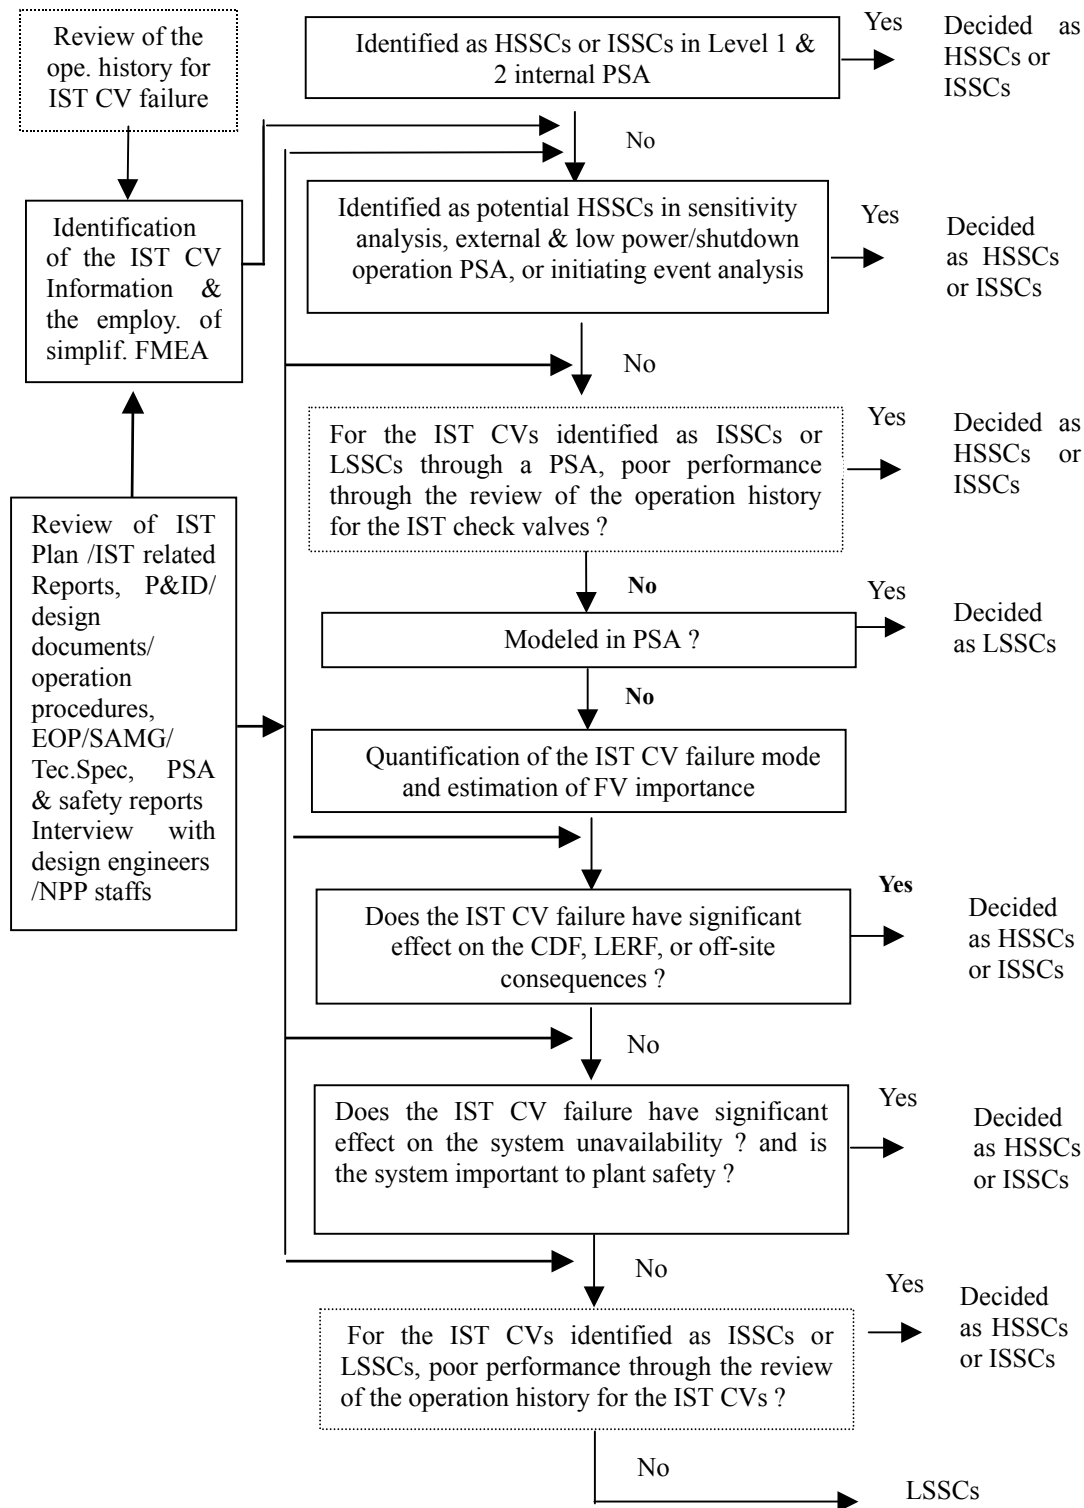 Review of the
ope. history for
IST CV failure
Identified as HSSCs or ISSCs in Level 1 &
2 internal PSA
Yes
Decided as
HSSCs or
ISSCs
No
Identification
of the IST CV
Information &
the employ. of
simplif. FMEA
Identified as potential HSSCs in sensitivity
analysis, external & low power/shutdown
operation PSA, or initiating event analysis
Yes
Decided
as HSSCs
or ISSCs
No
For the IST CVs identified as ISSCs or
LSSCs through a PSA, poor performance
through the review of the operation history
for the IST check valves ?
Yes
Decided as
HSSCs or
ISSCs
Review of IST
Plan /IST related
Reports, P&ID/
design
documents/
operation
procedures,
EOP/SAMG/
Tec.Spec, PSA
& safety reports
Interview with
design engineers
/NPP staffs
No
Modeled in PSA ?
Yes
Decided
as LSSCs
No
Quantification of the IST CV failure mode
and estimation of FV importance
Does the IST CV failure have significant
effect on the CDF, LERF, or off-site
consequences ?
Yes
Decided
as HSSCs
or ISSCs
No
Does the IST CV failure have significant
effect on the system unavailability ? and is
the system important to plant safety ?
Yes
Decided
as HSSCs
or ISSCs
No
For the IST CVs identified as ISSCs or
LSSCs, poor performance through the review
of the operation history for the IST CVs ?
Yes
Decided
as HSSCs
or ISSCs
No
LSSCs